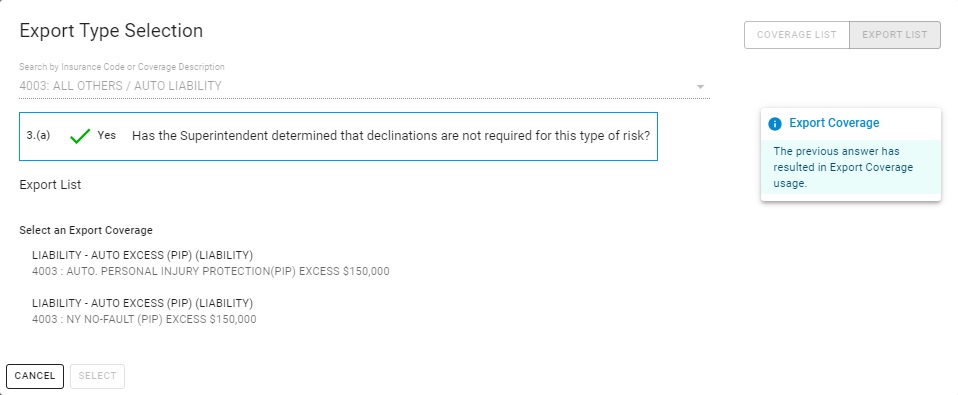 Export Type Selection
COVERAGE LIST
EXPORT LIST
Search by Insurance Code or Coverage Description
4003: ALL OTHERS / AUTO LIABILITY
3.(a) Yes Has the Superintendent determined that declinations are not required for this type of risk?
Export Coverage
The previous answer has
resulted in Export Coverage
usage.
Export List
Select an Export Coverage
LIABILITY - AUTO EXCESS (PIP) (LIABILITY)
4003 : AUTO. PERSONAL INJURY PROTECTION(PIP) EXCESS $150,000
LIABILITY - AUTO EXCESS (PIP) (LIABILITY)
4003 : NY NO-FAULT (PIP) EXCESS $150,000
CANCEL
SELECT